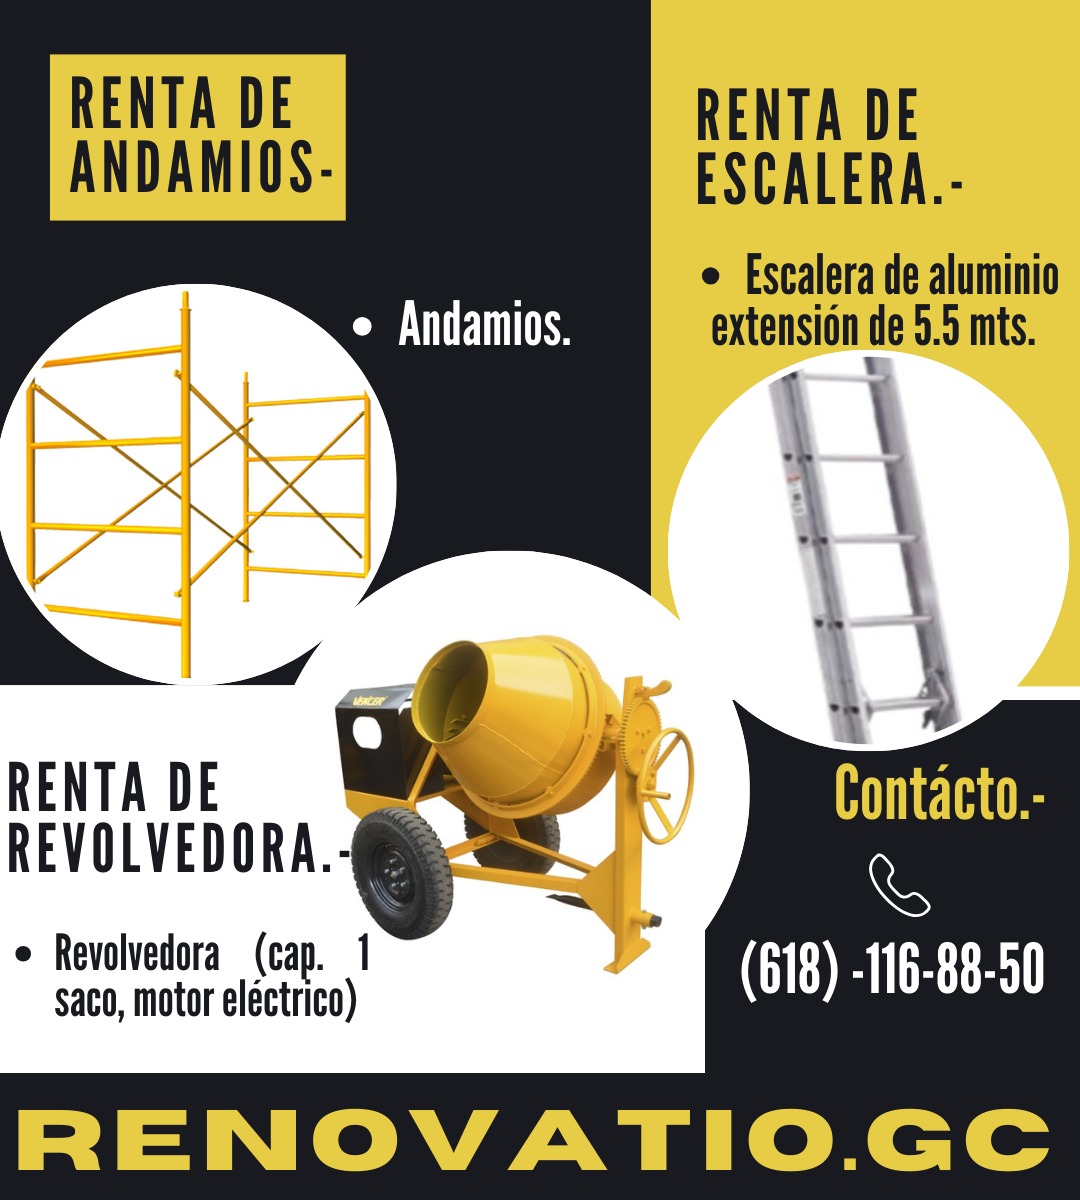 RENTA DE
ANDAMIOS-
• Andamios.
RENTA DE
ESCALERA.-
• Escalera de aluminio
extensión de 5.5 mts.
VENCER
RENTA DE
REVOLVEDORA.-
• Revolvedora (cap. 1
saco, motor eléctrico)
Contácto.-
(618) -116-88-50
RENOVATIO.GC